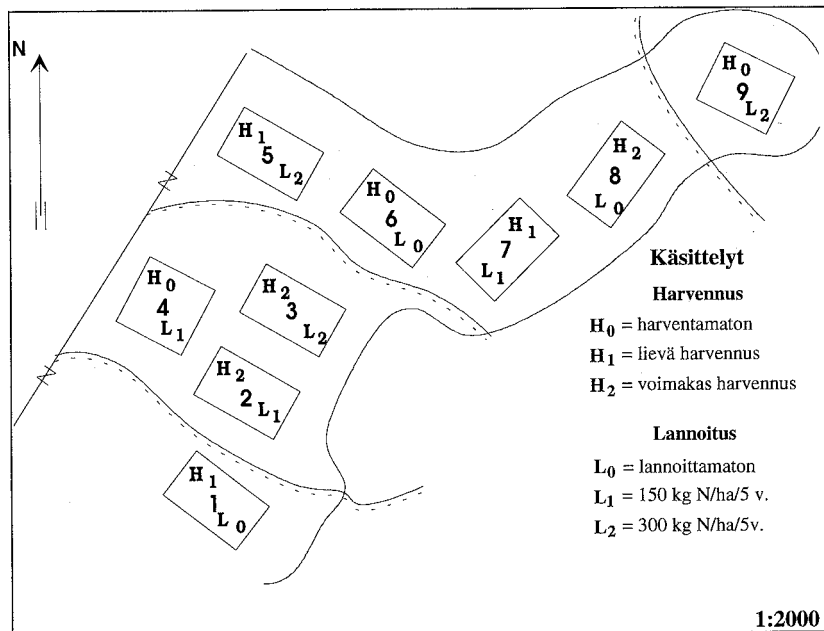 N
H0
9
L2
H1
5
L2
H2
8
L0
H0
6
L0
H1
7
L1
H0
4
L1
H2
3
L2
H2
2 L1
H1
1
L0
Käsittelyt
Harvennus
H0 = harventamaton
H1 = lievä harvennus
H2 = voimakas harvennus
Lannoitus
L0 = lannoittamaton
L1 = 150 kg N/ha/5 v.
L2 = 300 kg N/ha/5v.
1:2000